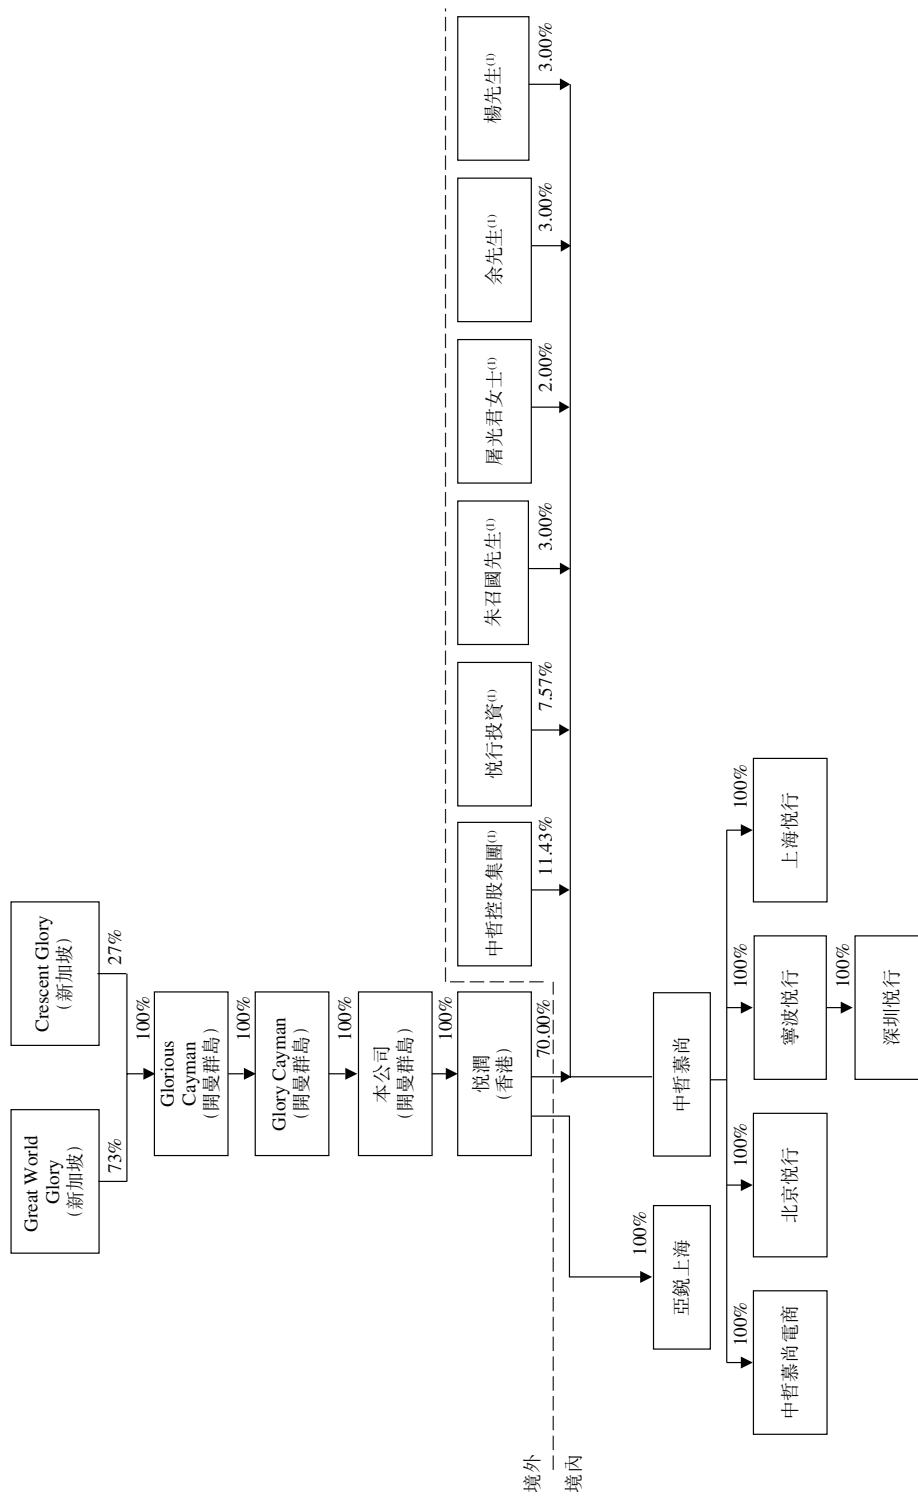 Great World
Glory
（新加坡）
Crescent Glory
（新加坡）
73%
27%
100%
Glorious
Cayman
（開曼群島）
100%
Glory Cayman
（開曼群島）
100%
本公司
（開曼群島）
100%
悅潤
（香港）
中哲控股集團(1)
悅行投資(1)
朱召國先生(1)
屠光君女士(1)
余先生(1)
楊先生(1)
70.00%
11.43%
7.57%
3.00%
2.00%
3.00%
3.00%
境外
境內
100%
亞銳上海
中哲慕尚
100%
100%
100%
100%
中哲慕尚電商
北京悅行
寧波悅行
上海悅行
100%
深圳悅行